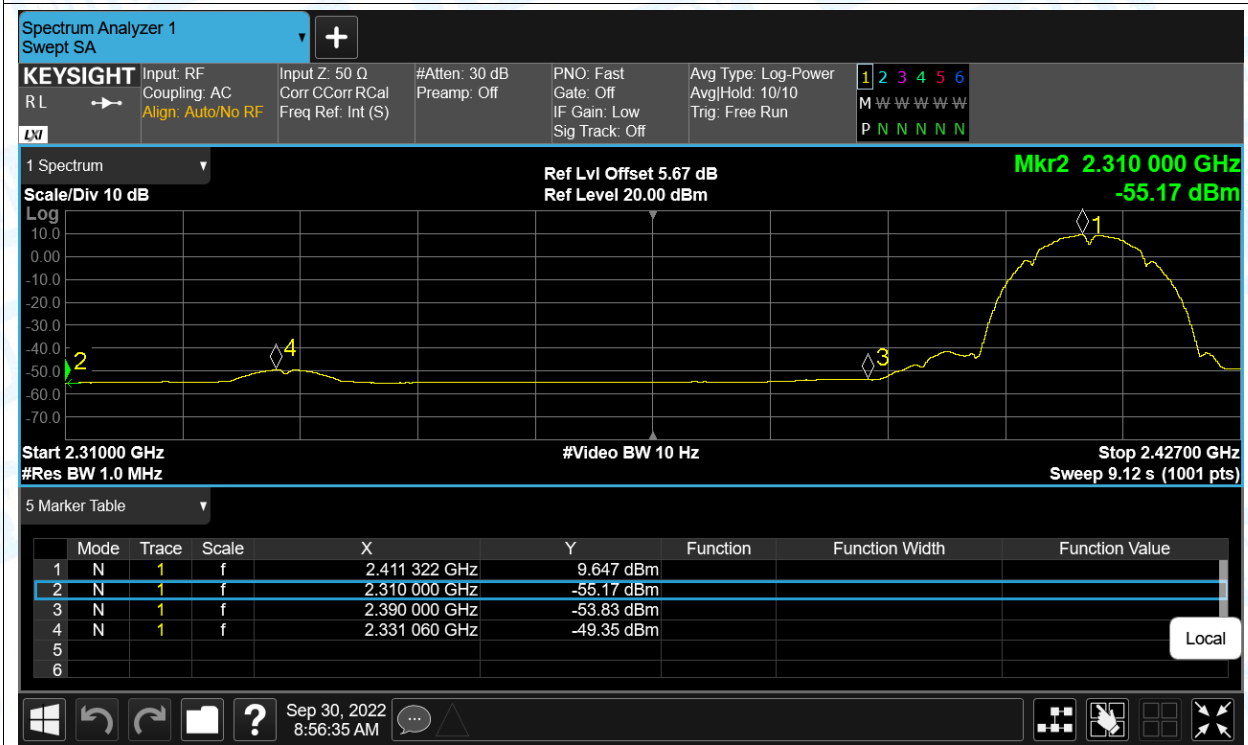 Spectrum Analyzer 1
Swept SA
▼
+
KEYSIGHT Input: RF Input Z: 50 Ω #Atten: 30 dB PNO: Fast Avg Type: Log-Power 1 2 3 4 5 6
R L Coupling: AC Corr CCorr RCal Preamp: Off Gate: Off Avg|Hold: 10/10 M W W W W W
Align: Auto/No RF Freq Ref: Int (S) IF Gain: Low Trig: Free Run
LXI Sig Track: Off P N N N N N
1 Spectrum ▼ Ref Lvl Offset 5.67 dB Mkr2 2.310 000 GHz
Scale/Div 10 dB Ref Level 20.00 dBm -55.17 dBm
Log
10.0
0.00
-10.0
-20.0
-30.0
-40.0
-50.0
-60.0
-70.0
1
2
4
3
Start 2.31000 GHz #Video BW 10 Hz Stop 2.42700 GHz
#Res BW 1.0 MHz Sweep 9.12 s (1001 pts)
5 Marker Table ▼
Mode Trace Scale X Y Function Function Width Function Value
1 N 1 f 2.411 322 GHz 9.647 dBm
2 N 1 f 2.310 000 GHz -55.17 dBm
3 N 1 f 2.390 000 GHz -53.83 dBm
4 N 1 f 2.331 060 GHz -49.35 dBm
5
6
Local
? Sep 30, 2022
8:56:35 AM